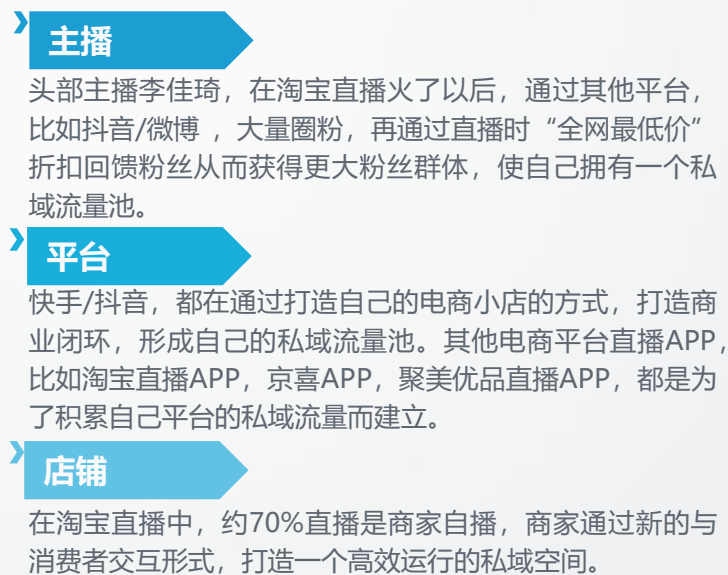 主播
头部主播李佳琦，在淘宝直播火了以后，通过其他平台，
比如抖音/微博 ，大量圈粉，再通过直播时“全网最低价”
折扣回馈粉丝从而获得更大粉丝群体，使自己拥有一个私
域流量池。
平台
快手/抖音，都在通过打造自己的电商小店的方式，打造商
业闭环，形成自己的私域流量池。其他电商平台直播APP，
比如淘宝直播APP，京喜APP，聚美优品直播APP，都是为
了积累自己平台的私域流量而建立。
店铺
在淘宝直播中，约70%直播是商家自播，商家通过新的与
消费者交互形式，打造一个高效运行的私域空间。